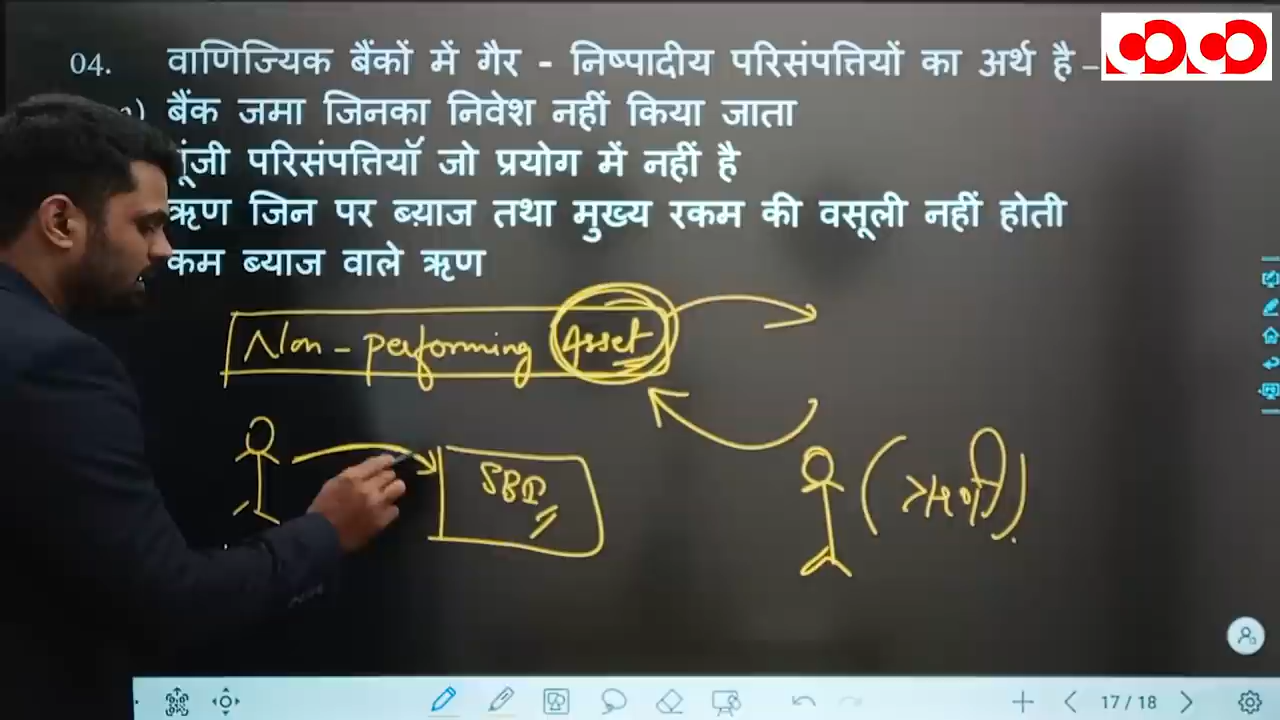 04. वाणिज्यिक बैंकों में गैर - निष्पादीय परिसंपत्तियों का अर्थ है –
) बैंक जमा जिनका निवेश नहीं किया जाता
परिसंपत्तियॉ जो प्रयोग में नहीं है
ऋण जिन पर ब्य़ाज तथा मुख्य रकम की वसूली नहीं होती
कम ब्याज वाले ऋण
Non - performing Asset
SBI
(ऋणी)
17 / 18